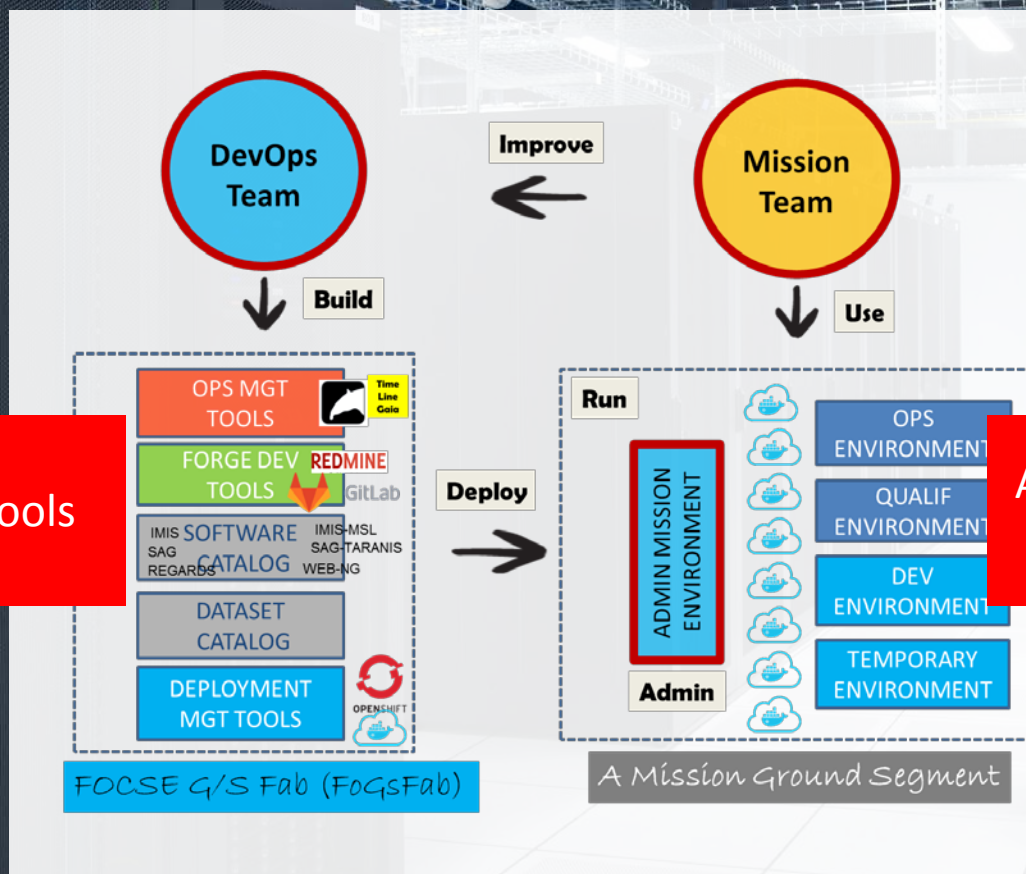 DevOps
Team
Improve
Mission
Team
Build
Use
OPS MGT
TOOLS
Time
Line
Gaia
FORGE DEV
TOOLS
REDMINE
GitLab
SOFTWARE
CATALOG
IMIS
SAG
REGARDS
IMIS-MSL
SAG-TARANIS
WEB-NG
DATASET
CATALOG
DEPLOYMENT
MGT TOOLS
OPENSHIFT
FOCSE G/S Fab (FoGsFab)
ools
Deploy
Run
ADMIN MISSION
ENVIRONMENT
Admin
OPS
ENVIRONMENT
QUALIF
ENVIRONMENT
DEV
ENVIRONMENT
TEMPORARY
ENVIRONMENT
A Mission Ground Segment
A